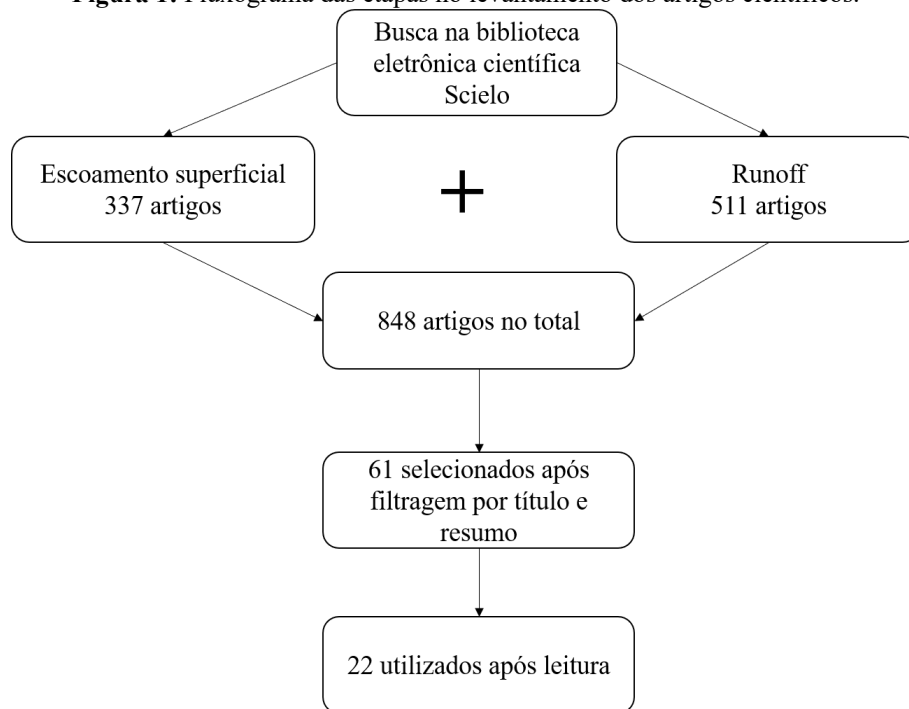 Figura 1: Fluxograma das etapas no levantamento dos artigos científicos.
Busca na biblioteca
eletrônica científica
Scielo
Escoamento superficial
337 artigos
+
Runoff
511 artigos
848 artigos no total
61 selecionados após
filtragem por título e
resumo
22 utilizados após leitura